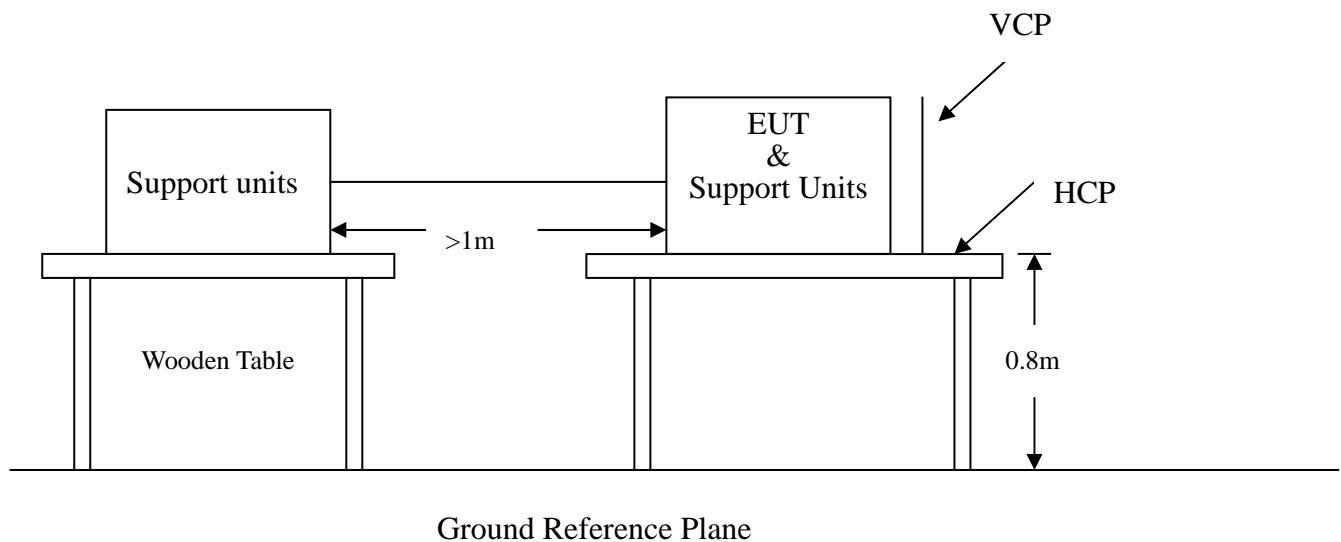 VCP
EUT
&
Support Units
Support units
HCP
>1m
Wooden Table
0.8m
Ground Reference Plane